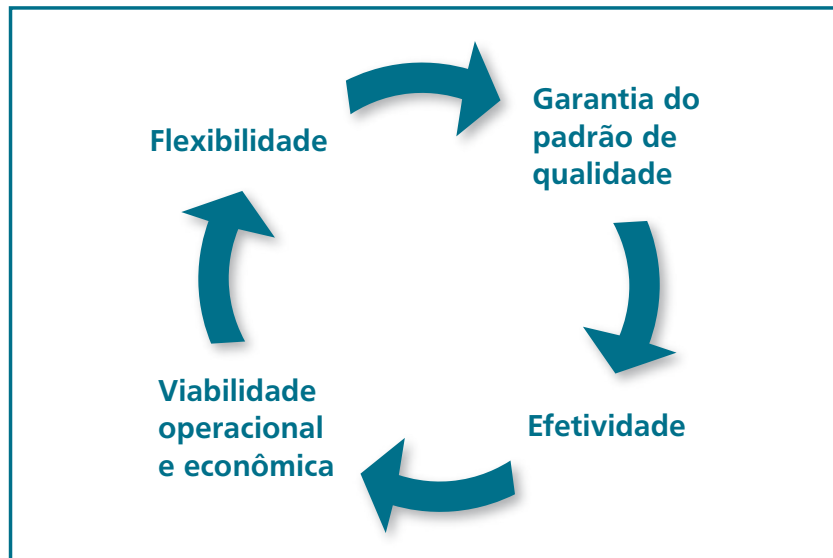 Flexibilidade
Garantia do
padrão de
qualidade
Efetividade
Viabilidade
operacional
e econômica